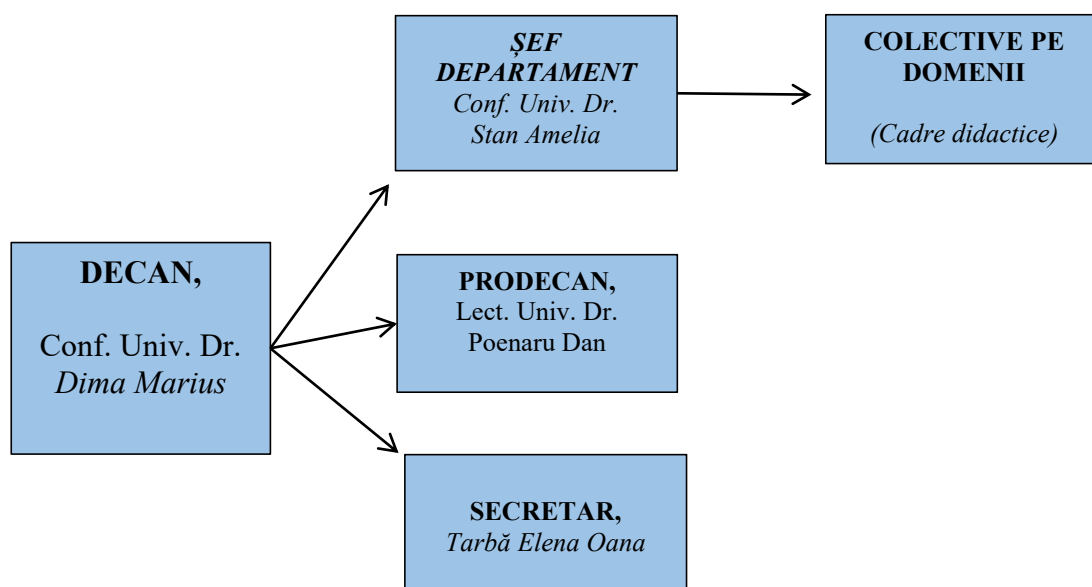 ȘEF
DEPARTAMENT
Conf. Univ. Dr.
Stan Amelia
COLECTIVE PE
DOMENII
(Cadre didactice)
DECAN,
Conf. Univ. Dr.
Dima Marius
PRODECAN,
Lect. Univ. Dr.
Poenaru Dan
SECRETAR,
Tarbă Elena Oana